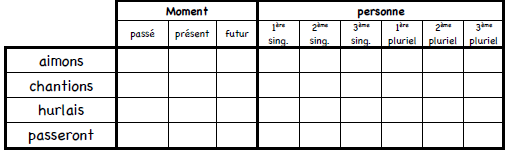 Moment personne
passé présent futur 1ère sing. 2ème sing. 3ème sing. 1ère pluriel 2ème pluriel 3ème pluriel
aimons
chantions
hurlais
passeront